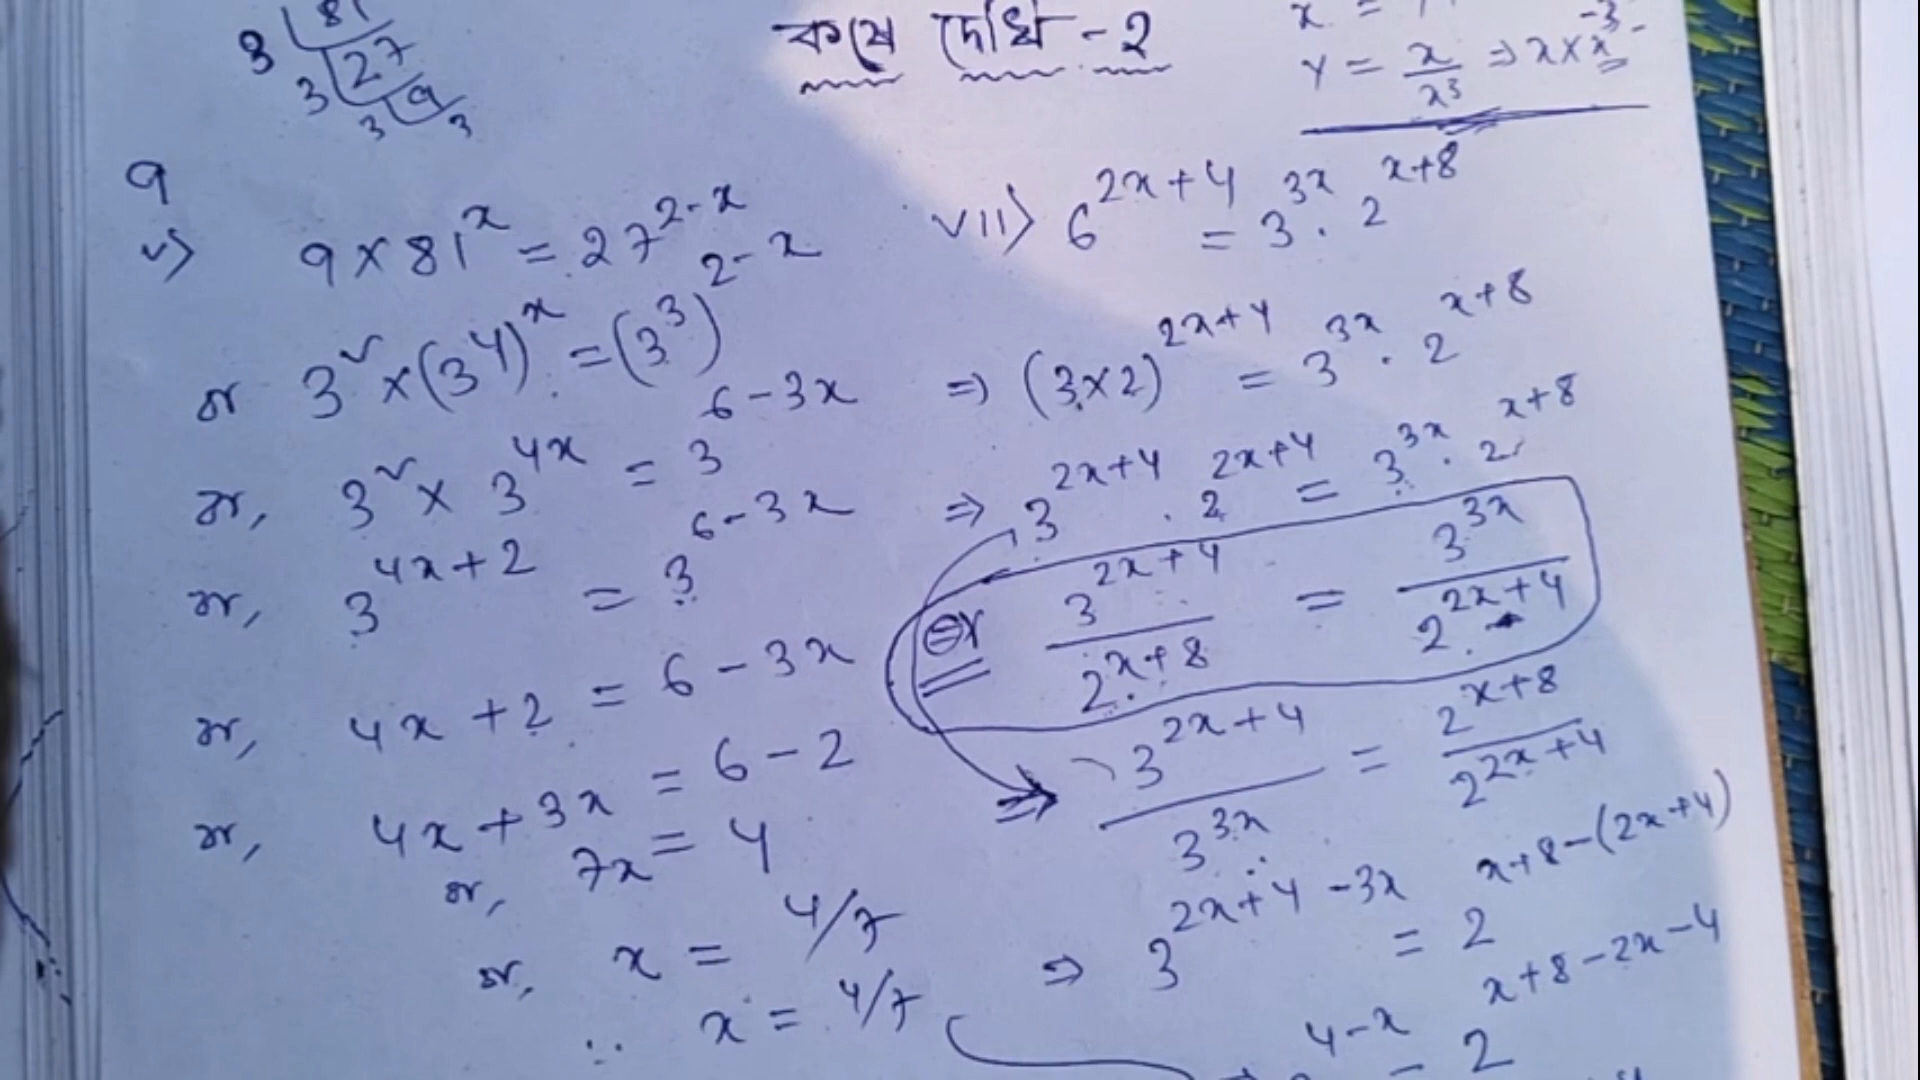 3 81
3 27
3 9 3
কষে দেখি - ২
y = x/x³ ⇒ x × x⁻³
9
v) 9 × 81^x = 27^(2-x)
or 3² × (3^4)^x = (3^3)^(2-x)
or, 3² × 3^(4x) = 3^(6-3x)
or, 3^(4x+2) = 3^(6-3x)
or, 4x + 2 = 6 - 3x
or, 4x + 3x = 6 - 2
or, 7x = 4
or, x = 4/7
∴ x = 4/7
vii) 6^(2x+4) = 3^(3x) . 2^(x+8)
⇒ (3×2)^(2x+4) = 3^(3x) . 2^(x+8)
⇒ 3^(2x+4) . 2^(2x+4) = 3^(3x) . 2^(x+8)
or 3^(2x+4)/2^(x+8) = 3^(3x)/2^(2x+4)
⇒ 3^(2x+4)/3^(3x) = 2^(x+8)/2^(2x+4)
⇒ 3^(2x+4-3x) = 2^(x+8-(2x+4))
4-x = 2^(x+8-2x-4)